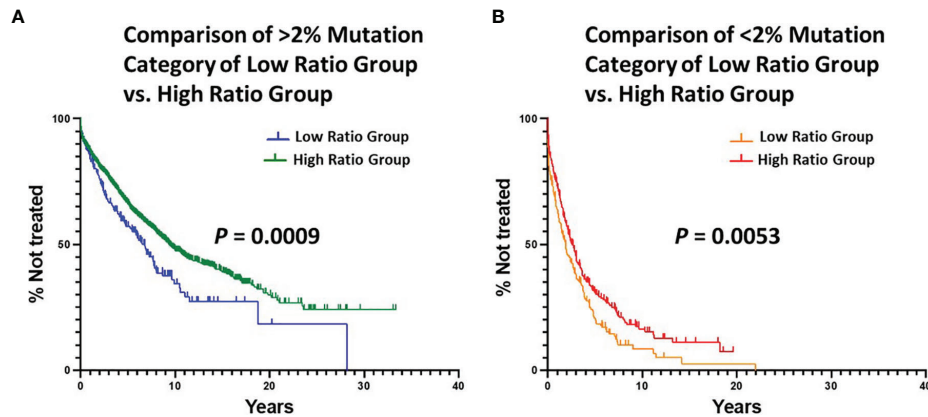 A
Comparison of >2% Mutation
Category of Low Ratio Group
vs. High Ratio Group
100
50
0
% Not treated
Low Ratio Group
High Ratio Group
P = 0.0009
0
10
20
30
40
Years
B
Comparison of <2% Mutation
Category of Low Ratio Group
vs. High Ratio Group
100
50
0
% Not treated
Low Ratio Group
High Ratio Group
P = 0.0053
0
10
20
30
40
Years